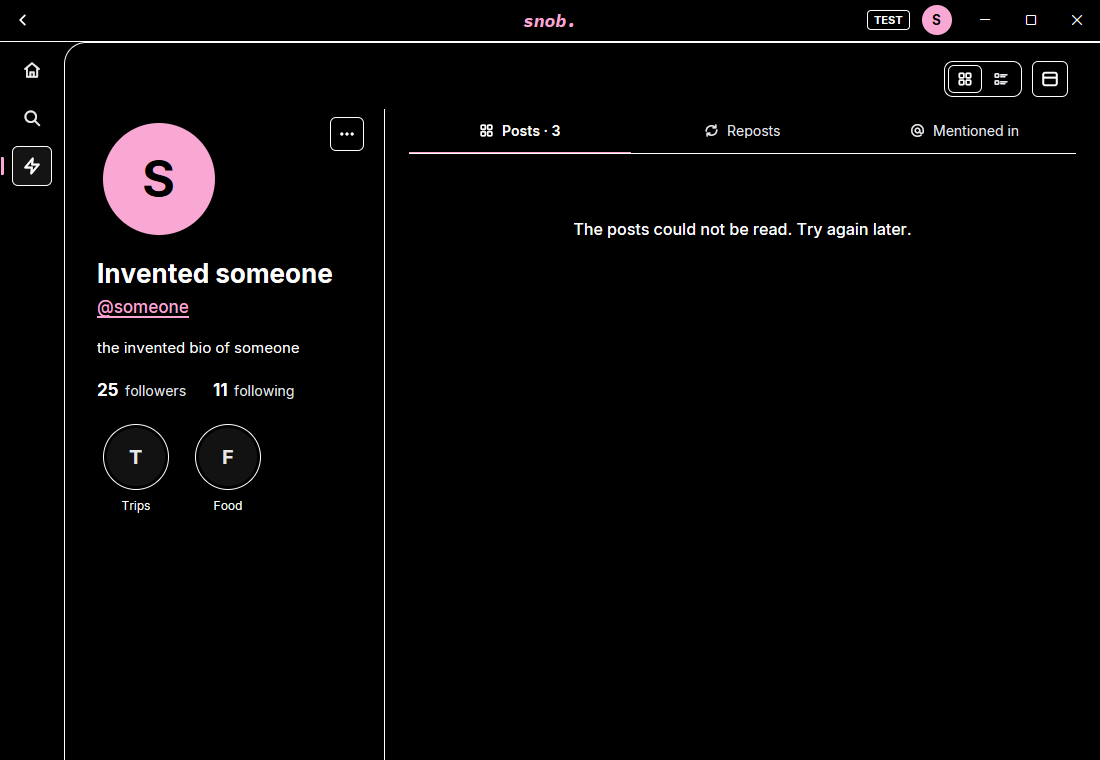 snob.
TEST
S
Posts · 3
Reposts
Mentioned in
S
Invented someone
@someone
the invented bio of someone
25 followers 11 following
T
F
Trips
Food
The posts could not be read. Try again later.